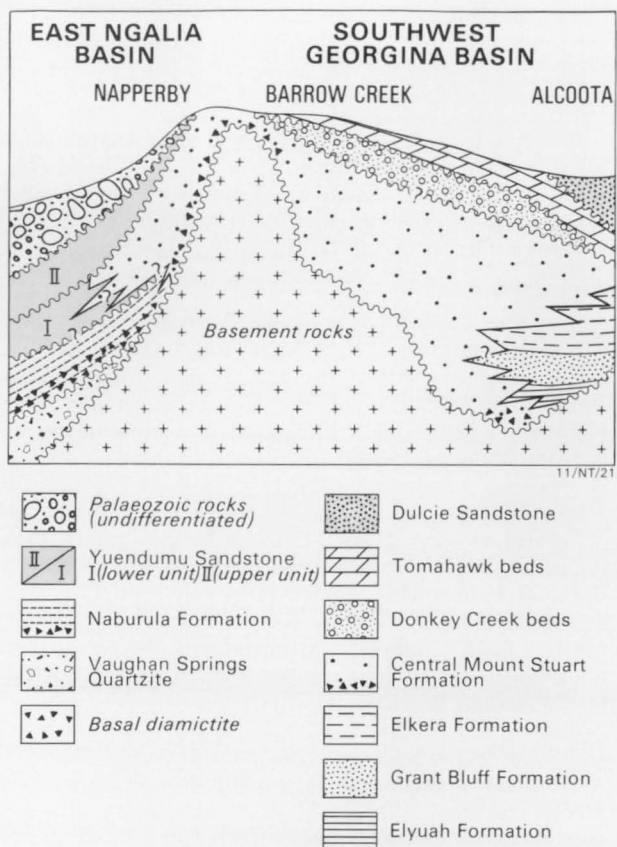 EAST NGALIA
BASIN
SOUTHWEST
GEORGINA BASIN
NAPPERBY
BARROW CREEK
ALCOOTA
?
?
II
I
?
?
?
Basement rocks
11/NT/21
Palaeozoic rocks
(undifferentiated)
II
I
Yuendumu Sandstone
I(lower unit)II(upper unit)
Naburula Formation
Vaughan Springs
Quartzite
Basal diamictite
Dulcie Sandstone
Tomahawk beds
Donkey Creek beds
Central Mount Stuart
Formation
Elkera Formation
Grant Bluff Formation
Elyuah Formation